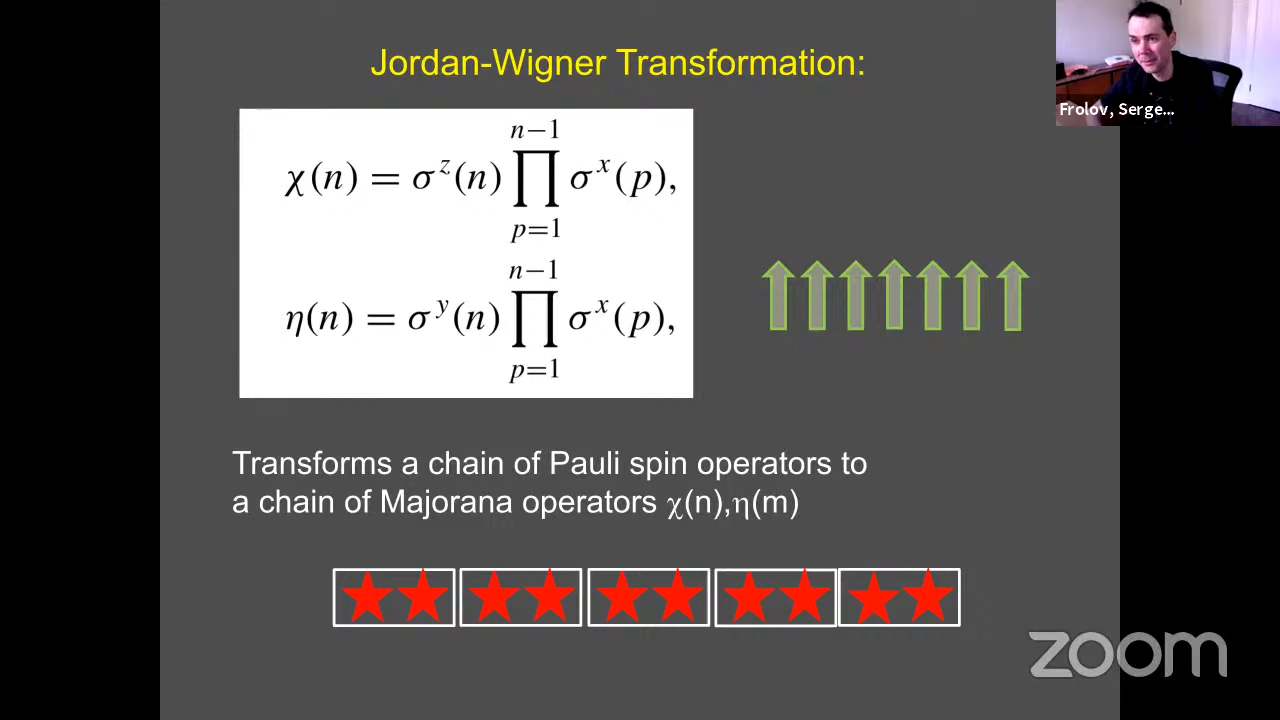 Jordan-Wigner Transformation:
Frolov, Serge...
χ(n) = σ^z(n) ∏_{p=1}^{n−1} σ^x(p),
η(n) = σ^y(n) ∏_{p=1}^{n−1} σ^x(p),
Transforms a chain of Pauli spin operators to
a chain of Majorana operators χ(n),η(m)
zoom